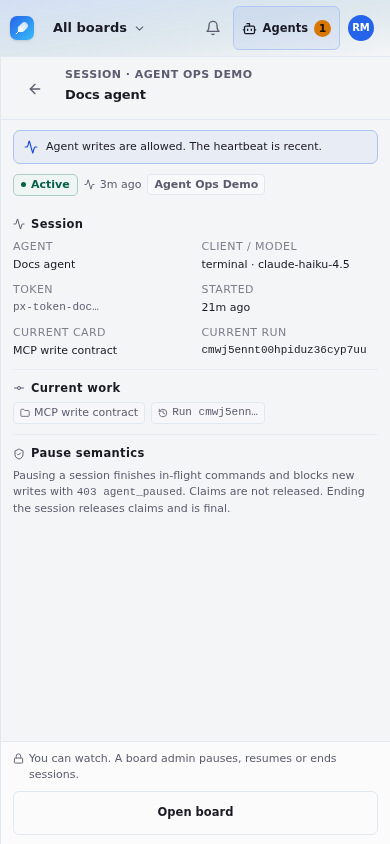 All boards
Agents 1
RM
SESSION · AGENT OPS DEMO
Docs agent
Agent writes are allowed. The heartbeat is recent.
Active 3m ago Agent Ops Demo
Session
AGENT CLIENT / MODEL
Docs agent terminal · claude-haiku-4.5
TOKEN STARTED
px-token-doc… 21m ago
CURRENT CARD CURRENT RUN
MCP write contract cmwj5ennt00hpiduz36cyp7uu
Current work
MCP write contract Run cmwj5enn…
Pause semantics
Pausing a session finishes in-flight commands and blocks new
writes with 403 agent_paused. Claims are not released. Ending
the session releases claims and is final.
You can watch. A board admin pauses, resumes or ends
sessions.
Open board